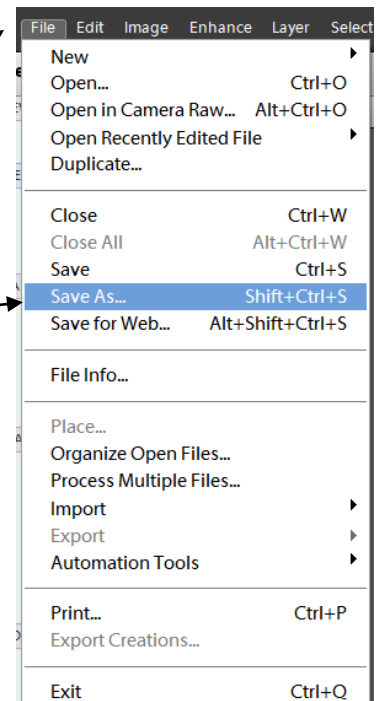 File Edit Image Enhance Layer Select
New
Open... Ctrl+O
Open in Camera Raw... Alt+Ctrl+O
Open Recently Edited File
Duplicate...
Close Ctrl+W
Close All Alt+Ctrl+W
Save Ctrl+S
Save As... Shift+Ctrl+S
Save for Web... Alt+Shift+Ctrl+S
File Info...
Place...
Organize Open Files...
Process Multiple Files...
Import
Export
Automation Tools
Print... Ctrl+P
Export Creations...
Exit Ctrl+Q